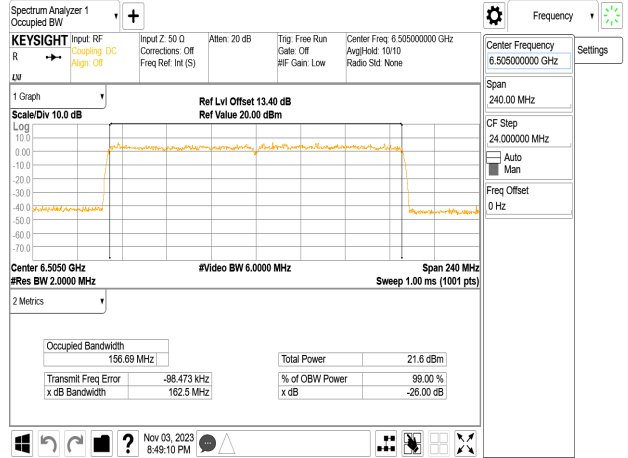 Spectrum Analyzer 1
Occupied BW
Frequency
KEYSIGHT
R
Input: RF
Coupling: DC
Align: Off
Input Z: 50 Ω
Corrections: Off
Freq Ref: Int (S)
Atten: 20 dB
Trig: Free Run
Gate: Off
#IF Gain: Low
Center Freq: 6.505000000 GHz
Avg|Hold: 10/10
Radio Std: None
Center Frequency
6.505000000 GHz
Settings
Span
240.00 MHz
CF Step
24.000000 MHz
Auto
Man
Freq Offset
0 Hz
1 Graph
Scale/Div 10.0 dB
Ref Lvl Offset 13.40 dB
Ref Value 20.00 dBm
Log
10.0
0.00
-10.0
-20.0
-30.0
-40.0
-50.0
-60.0
-70.0
Center 6.5050 GHz
#Video BW 6.0000 MHz
Span 240 MHz
#Res BW 2.0000 MHz
Sweep 1.00 ms (1001 pts)
2 Metrics
Occupied Bandwidth
156.69 MHz
Total Power 21.6 dBm
Transmit Freq Error -98.473 kHz
% of OBW Power 99.00 %
x dB Bandwidth 162.5 MHz
x dB -26.00 dB
?
Nov 03, 2023
8:49:10 PM